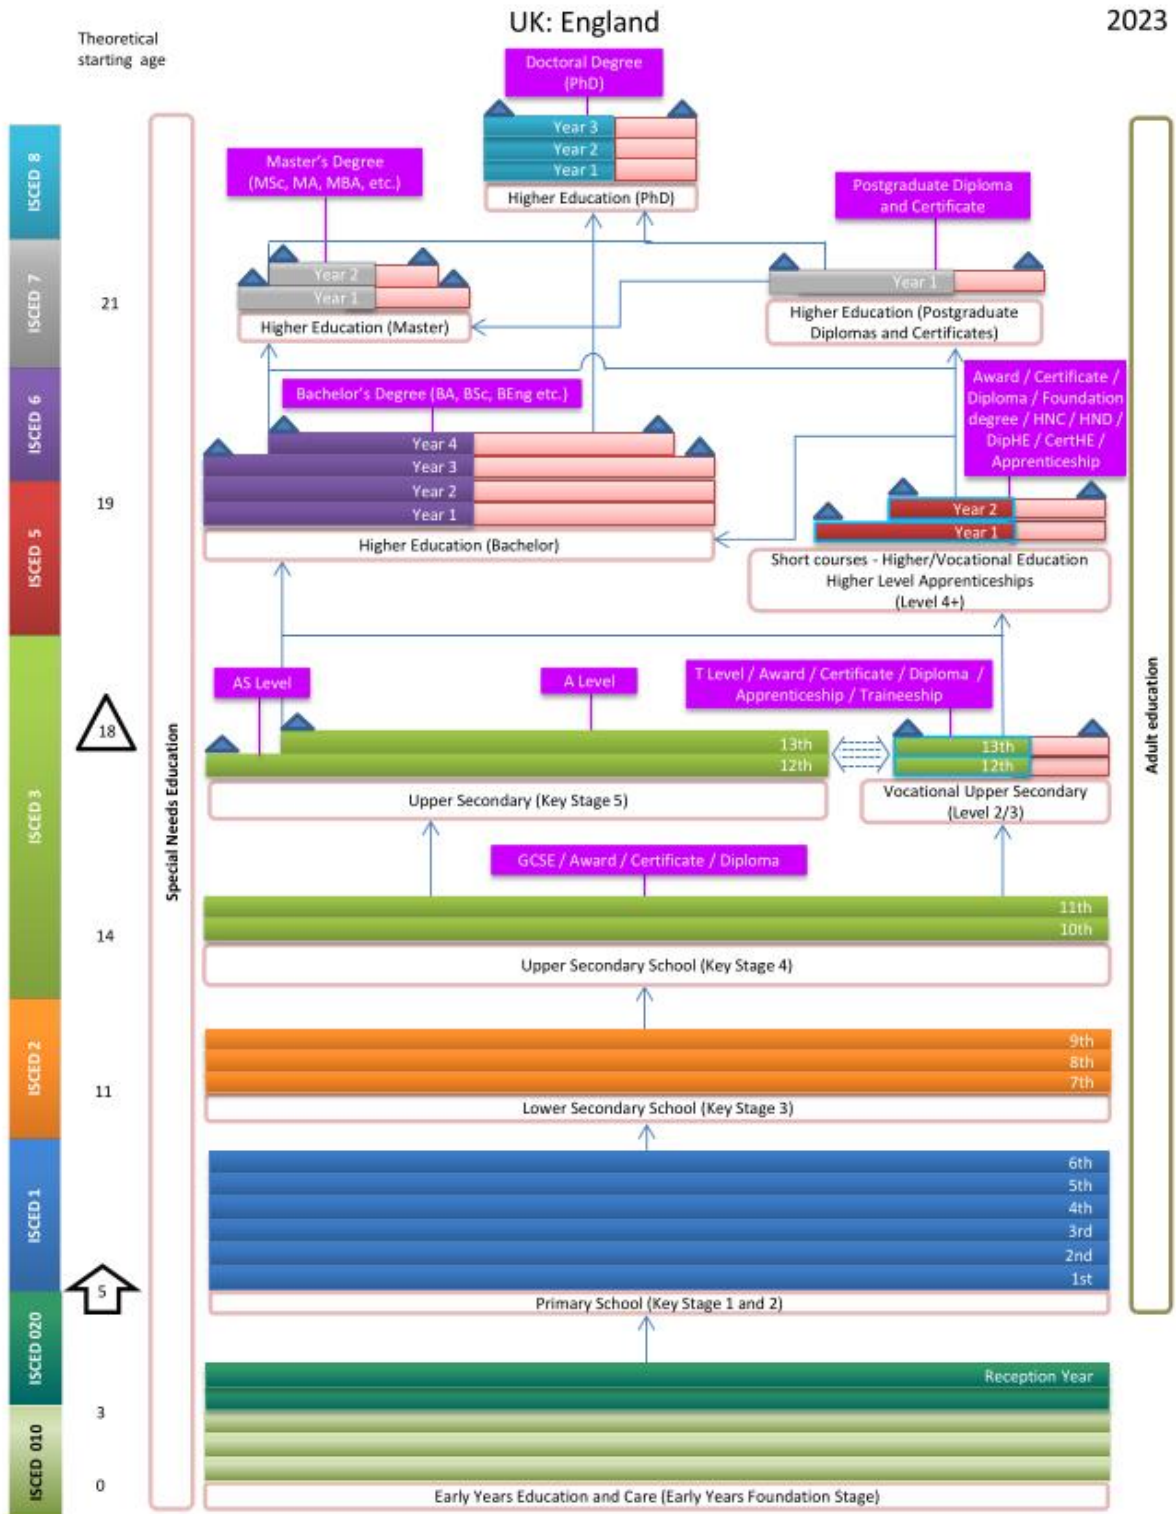 UK: England
2023
Theoretical
starting age
Doctoral Degree
(PhD)
Year 3
Year 2
Year 1
Higher Education (PhD)
Master's Degree
(MSc, MA, MBA, etc.)
Postgraduate Diploma
and Certificate
Year 2
Year 1
Higher Education (Master)
Year 1
Higher Education (Postgraduate
Diplomas and Certificates)
ISCED 8
ISCED 7
21
ISCED 6
Bachelor's Degree (BA, BSc, BEng etc.)
Award / Certificate /
Diploma / Foundation
degree / HNC / HND /
DipHE / CertHE /
Apprenticeship
Year 4
Year 3
Year 2
Year 1
Higher Education (Bachelor)
19
ISCED 5
Year 2
Year 1
Short courses - Higher/Vocational Education
Higher Level Apprenticeships
(Level 4+)
AS Level
A Level
T Level / Award / Certificate / Diploma /
Apprenticeship / Traineeship
18
13th
12th
Upper Secondary (Key Stage 5)
13th
12th
Vocational Upper Secondary
(Level 2/3)
ISCED 3
Special Needs Education
Adult education
GCSE / Award / Certificate / Diploma
11th
10th
14
Upper Secondary School (Key Stage 4)
ISCED 2
9th
8th
7th
11
Lower Secondary School (Key Stage 3)
ISCED 1
6th
5th
4th
3rd
2nd
1st
5
Primary School (Key Stage 1 and 2)
ISCED 020
Reception Year
3
ISCED 010
0
Early Years Education and Care (Early Years Foundation Stage)